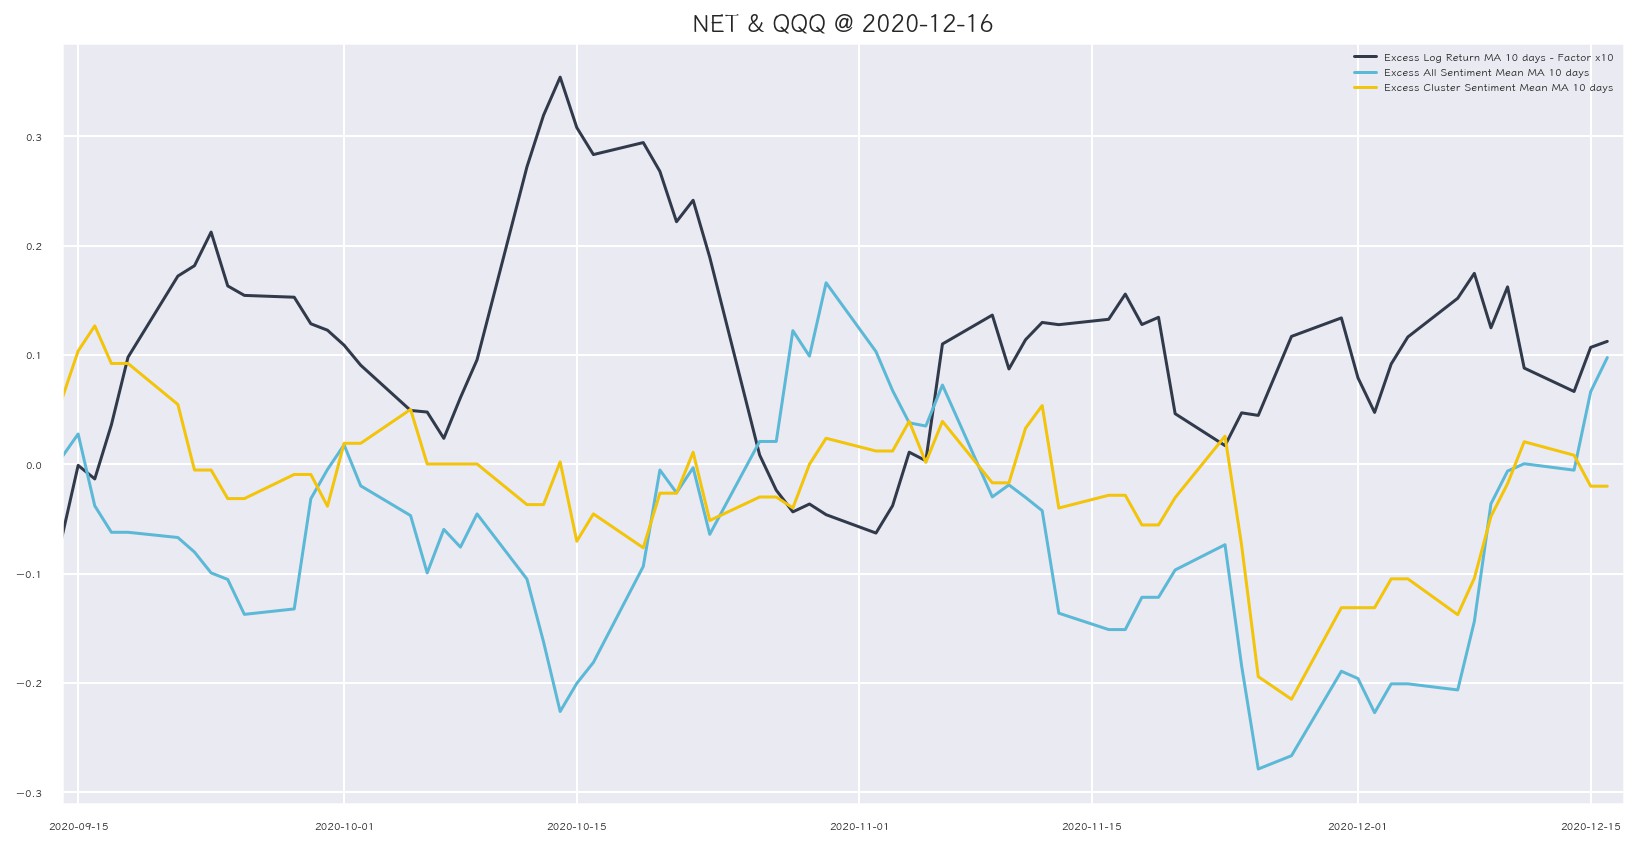 NET & QQQ @ 2020-12-16
Excess Log Return MA 10 days - Factor x10
Excess All Sentiment Mean MA 10 days
Excess Cluster Sentiment Mean MA 10 days
0.3
0.2
0.1
0.0
−0.1
−0.2
−0.3
2020-09-15 2020-10-01 2020-10-15 2020-11-01 2020-11-15 2020-12-01 2020-12-15